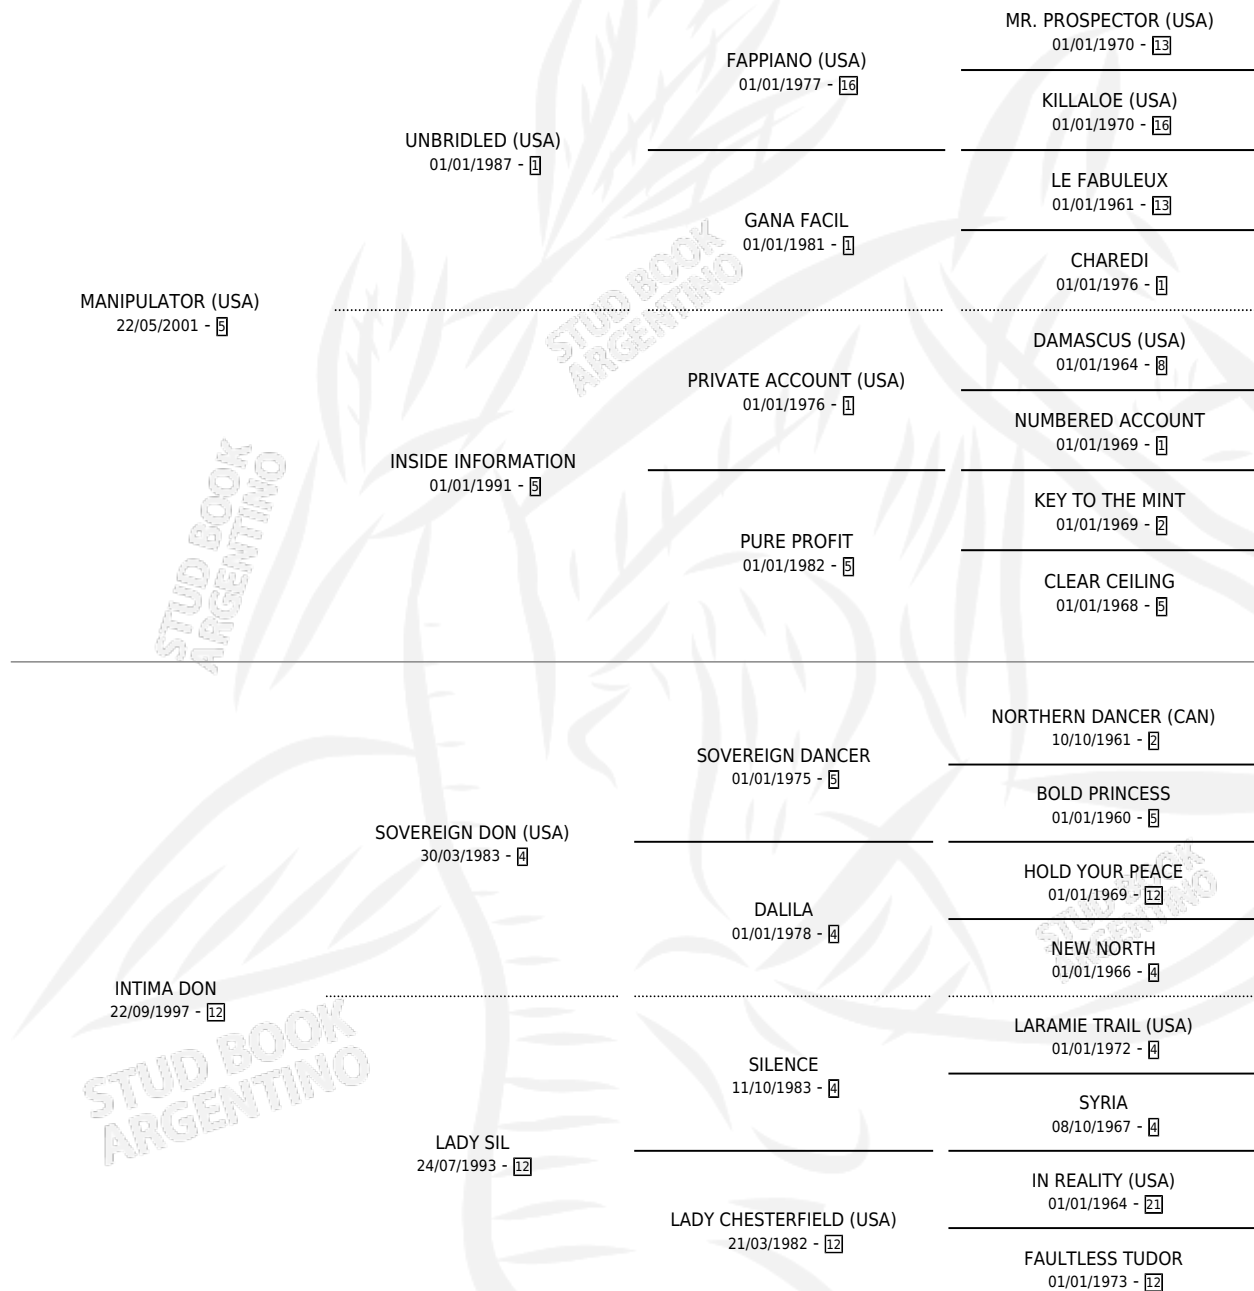 MR. PROSPECTOR (USA)
01/01/1970 - 13
FAPPIANO (USA)
01/01/1977 - 16
KILLALOE (USA)
01/01/1970 - 16
UNBRIDLED (USA)
01/01/1987 - 1
LE FABULEUX
01/01/1961 - 13
GANA FACIL
01/01/1981 - 1
CHAREDI
01/01/1976 - 1
MANIPULATOR (USA)
22/05/2001 - 5
DAMASCUS (USA)
01/01/1964 - 8
PRIVATE ACCOUNT (USA)
01/01/1976 - 1
NUMBERED ACCOUNT
01/01/1969 - 1
INSIDE INFORMATION
01/01/1991 - 5
KEY TO THE MINT
01/01/1969 - 2
PURE PROFIT
01/01/1982 - 5
CLEAR CEILING
01/01/1968 - 5
NORTHERN DANCER (CAN)
10/10/1961 - 2
SOVEREIGN DANCER
01/01/1975 - 5
BOLD PRINCESS
01/01/1960 - 5
SOVEREIGN DON (USA)
30/03/1983 - 4
HOLD YOUR PEACE
01/01/1969 - 12
DALILA
01/01/1978 - 4
NEW NORTH
01/01/1966 - 4
INTIMA DON
22/09/1997 - 12
LARAMIE TRAIL (USA)
01/01/1972 - 4
SILENCE
11/10/1983 - 4
SYRIA
08/10/1967 - 4
LADY SIL
24/07/1993 - 12
IN REALITY (USA)
01/01/1964 - 21
LADY CHESTERFIELD (USA)
21/03/1982 - 12
FAULTLESS TUDOR
01/01/1973 - 12
STUD BOOK
ARGENTINO
STUD BOOK
ARGENTINO
STUD BOOK
ARGENTINO
STUD BOOK
ARGENTINO